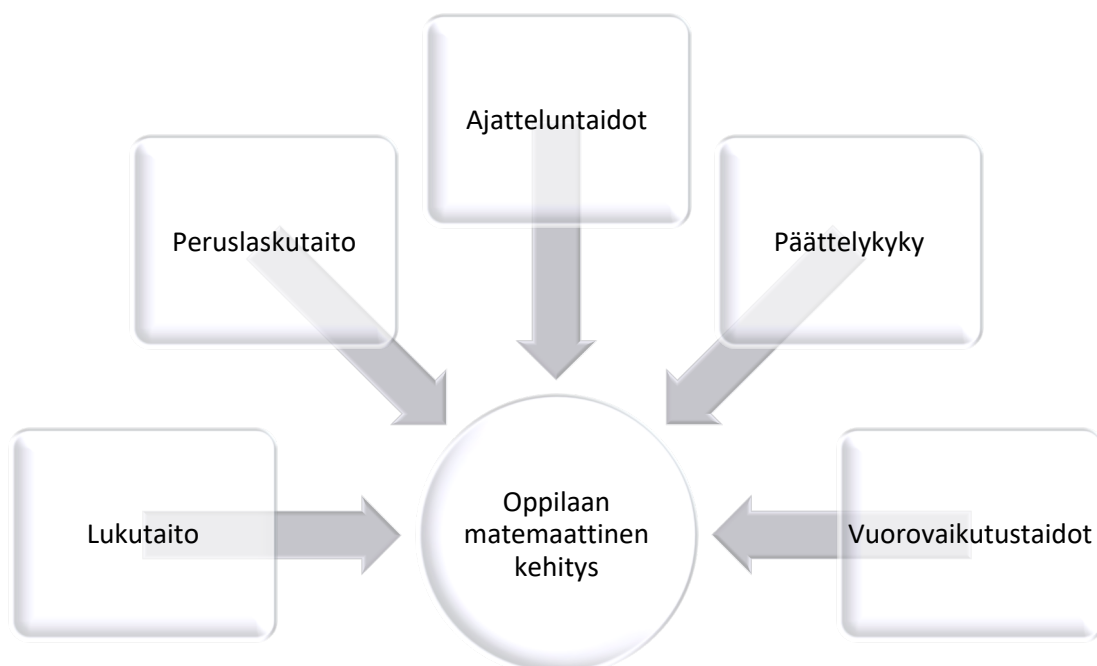 Ajatteluntaidot
Peruslaskutaito
Päättelykyky
Lukutaito
Oppilaan
matemaattinen
kehitys
Vuorovaikutustaidot